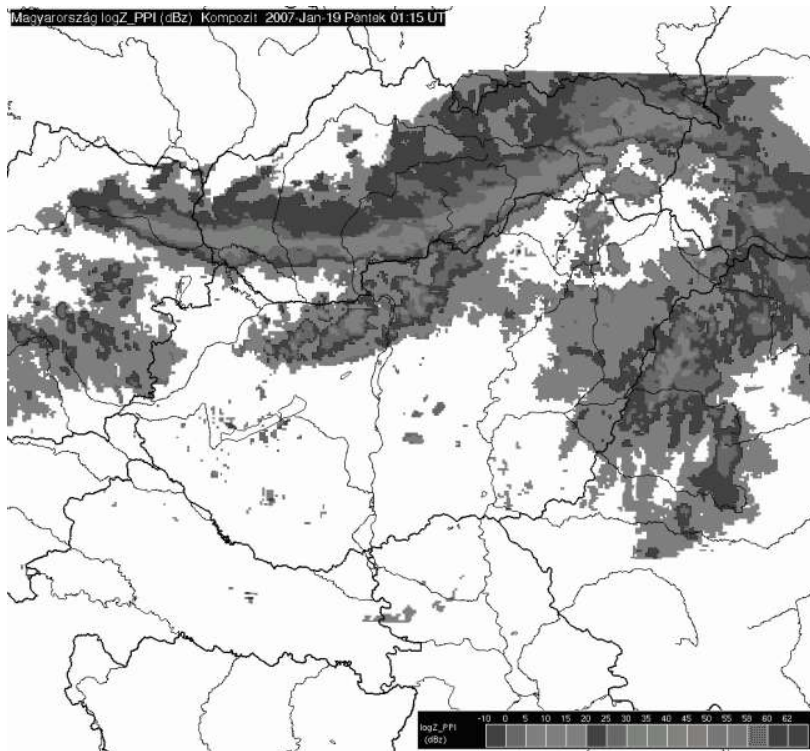 Magyarország logZ_PPI (dBz) Kompozit 2007-Jan-19 Péntek 01:15 UT
-10 0 5 10 15 20 25 30 35 40 45 50 55 58 60 62
logZ_PPI
(dBz)